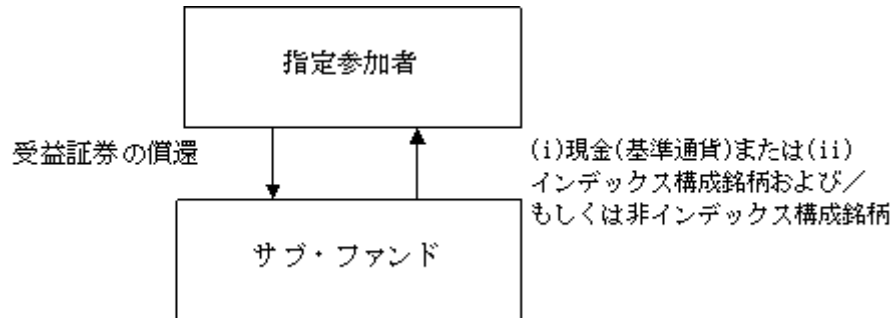 指定参加者
受益証券の償還
(i)現金(基準通貨)または(ii)
インデックス構成銘柄および／
もしくは非インデックス構成銘柄
サブ・ファンド